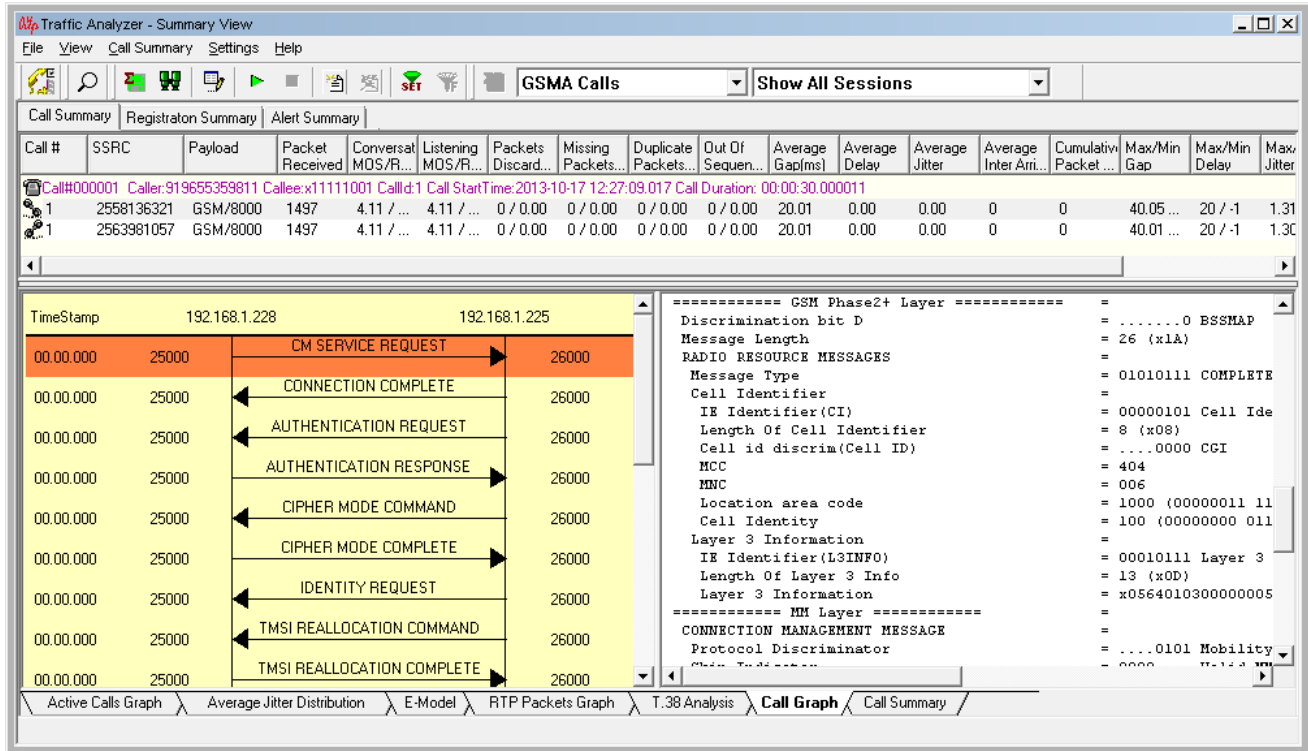 Traffic Analyzer - Summary View
File View Call Summary Settings Help
SET GSMA Calls Show All Sessions
Call Summary Registraton Summary Alert Summary
Call # SSRC Payload Packet Received Conversat MOS/R... Listening MOS/R... Packets Discard... Missing Packets... Duplicate Packets... Out Of Sequen... Average Gap(ms) Average Delay Average Jitter Average Inter Arri... Cumulativ Packet ... Max/Min Gap Max/Min Delay Max/ Jitter
Call#000001 Caller:919655359811 Callee:x11111001 CallId:1 Call StartTime:2013-10-17 12:27:09.017 Call Duration: 00:00:30.000011
1 2558136321 GSM/8000 1497 4.11 / ... 4.11 / ... 0 / 0.00 0 / 0.00 0 / 0.00 0 / 0.00 20.01 0.00 0.00 0 0 40.05 ... 20 / -1 1.31
1 2563981057 GSM/8000 1497 4.11 / ... 4.11 / ... 0 / 0.00 0 / 0.00 0 / 0.00 0 / 0.00 20.01 0.00 0.00 0 0 40.01 ... 20 / -1 1.30
TimeStamp 192.168.1.228 192.168.1.225
00.00.000 25000 CM SERVICE REQUEST 26000
00.00.000 25000 CONNECTION COMPLETE 26000
00.00.000 25000 AUTHENTICATION REQUEST 26000
00.00.000 25000 AUTHENTICATION RESPONSE 26000
00.00.000 25000 CIPHER MODE COMMAND 26000
00.00.000 25000 CIPHER MODE COMPLETE 26000
00.00.000 25000 IDENTITY REQUEST 26000
00.00.000 25000 TMSI REALLOCATION COMMAND 26000
00.00.000 25000 TMSI REALLOCATION COMPLETE 26000
============ GSM Phase2+ Layer ============ =
Discrimination bit D = .......0 BSSMAP
Message Length = 26 (x1A)
RADIO RESOURCE MESSAGES =
Message Type = 01010111 COMPLETE
Cell Identifier =
IE Identifier(CI) = 00000101 Cell Ide
Length Of Cell Identifier = 8 (x08)
Cell id discrim(Cell ID) = ....0000 CGI
MCC = 404
MNC = 006
Location area code = 1000 (00000011 11
Cell Identity = 100 (00000000 011
Layer 3 Information =
IE Identifier(L3INFO) = 00010111 Layer 3
Length Of Layer 3 Info = 13 (x0D)
Layer 3 Information = x0564010300000005
============ MM Layer ============ =
CONNECTION MANAGEMENT MESSAGE =
Protocol Discriminator = ....0101 Mobility
Active Calls Graph Average Jitter Distribution E-Model RTP Packets Graph T.38 Analysis Call Graph Call Summary